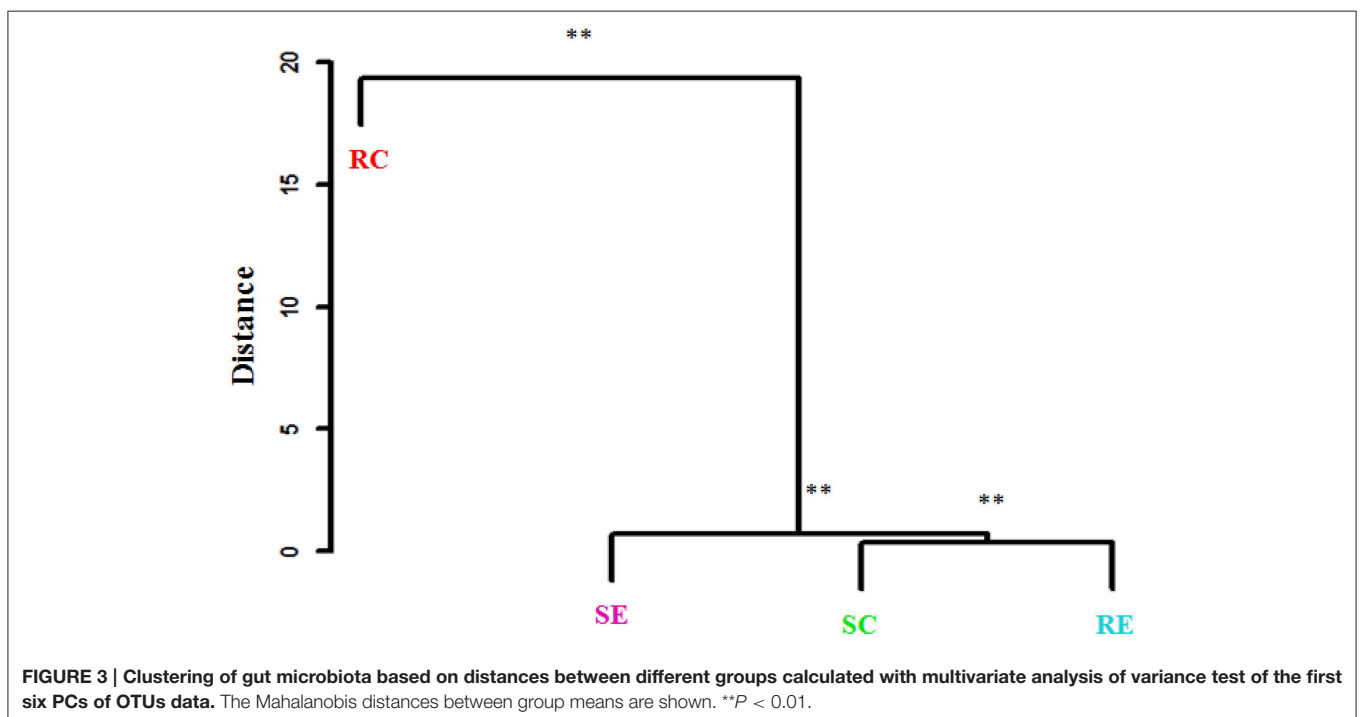 **
20
RC
15
Distance
10
5
**
**
0
SE
SC
RE
FIGURE 3 | Clustering of gut microbiota based on distances between different groups calculated with multivariate analysis of variance test of the first
six PCs of OTUs data. The Mahalanobis distances between group means are shown. **P < 0.01.